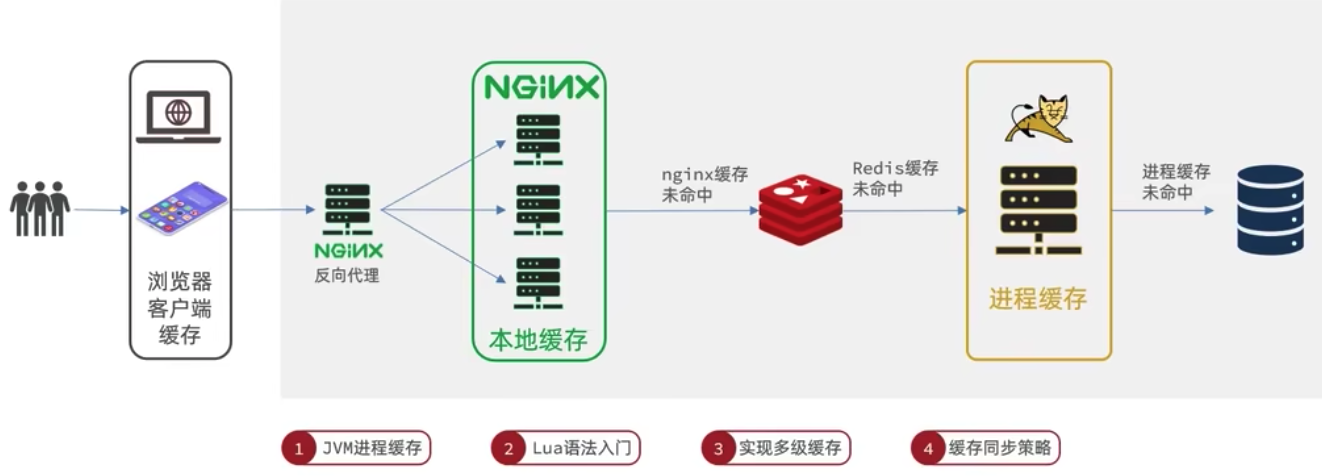 浏览器
客户端
缓存
NGINX
反向代理
NGINX
本地缓存
nginx缓存
未命中
Redis缓存
未命中
进程缓存
进程缓存
未命中
1 JVM进程缓存
2 Lua语法入门
3 实现多级缓存
4 缓存同步策略